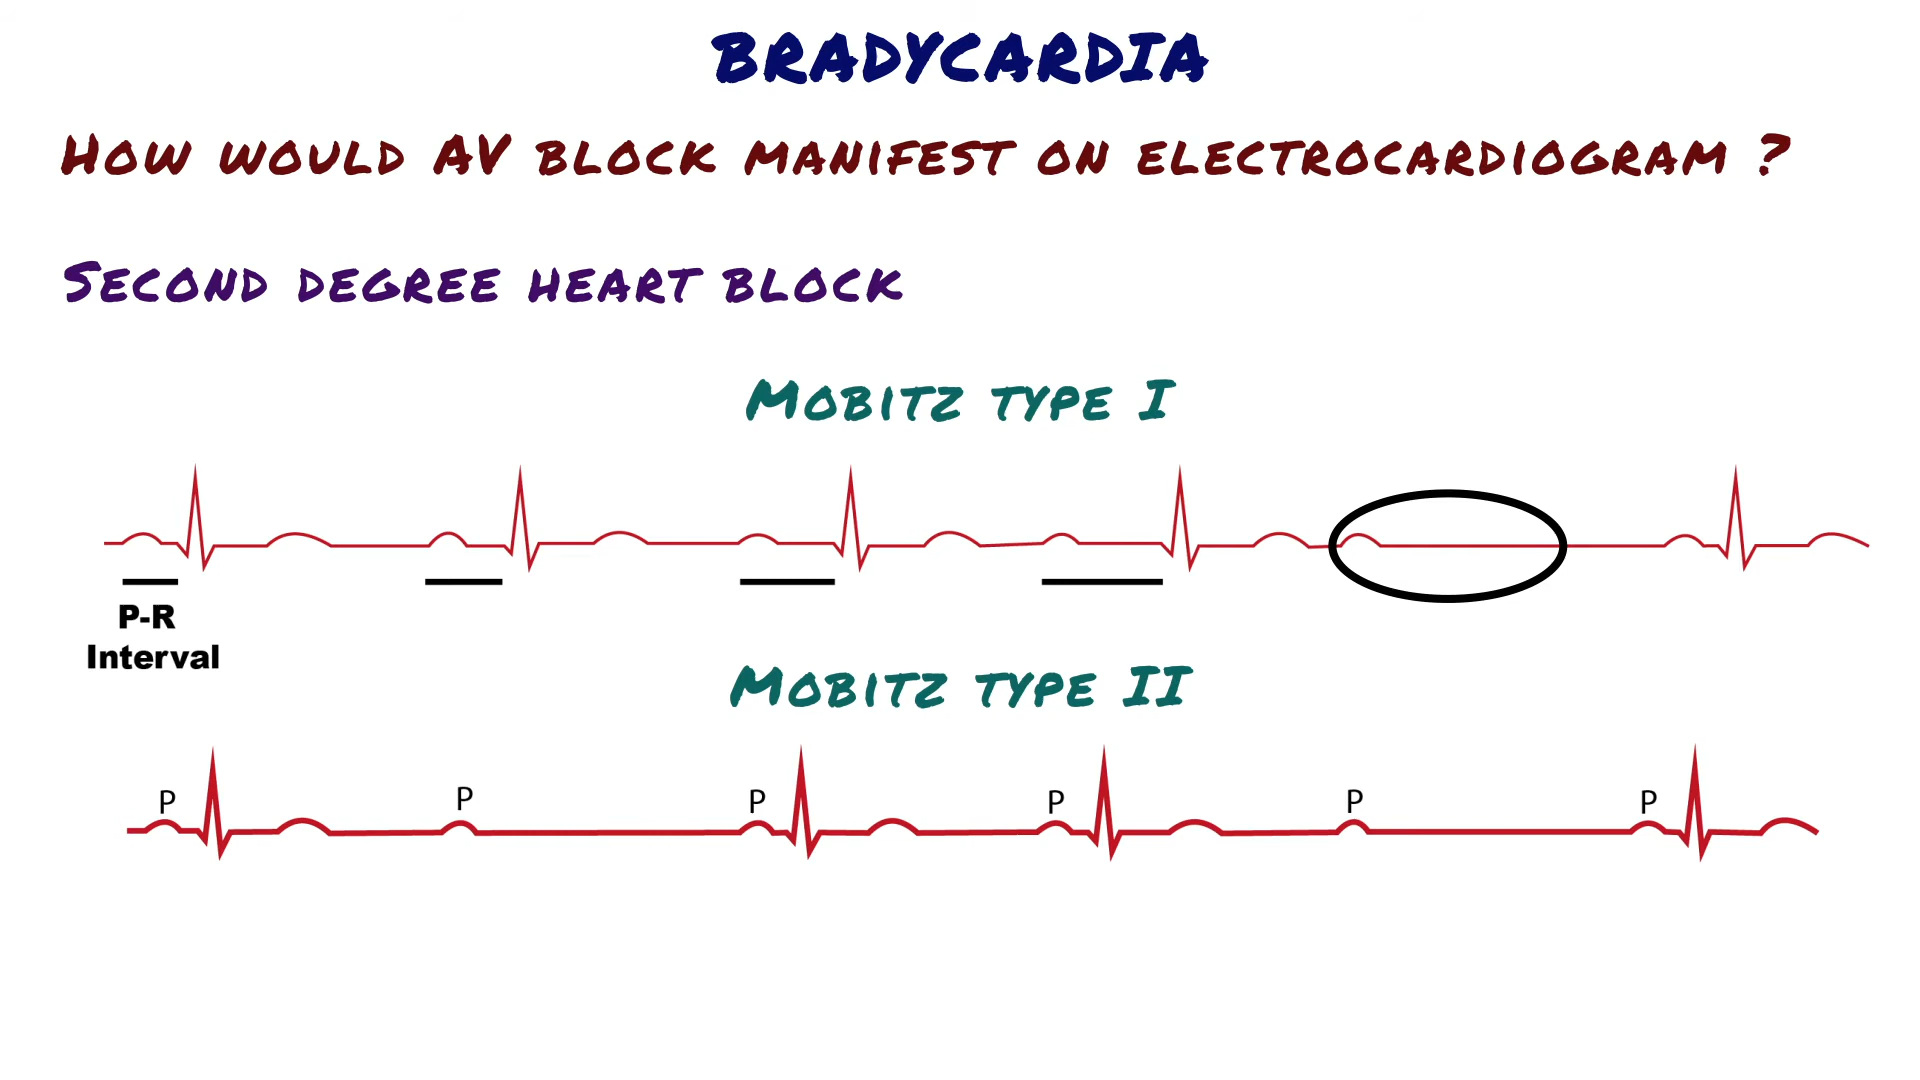 BRADYCARDIA
HOW WOULD AV BLOCK MANIFEST ON ELECTROCARDIOGRAM ?
SECOND DEGREE HEART BLOCK
MOBITZ TYPE I
P-R
Interval
MOBITZ TYPE II
P P P P P P